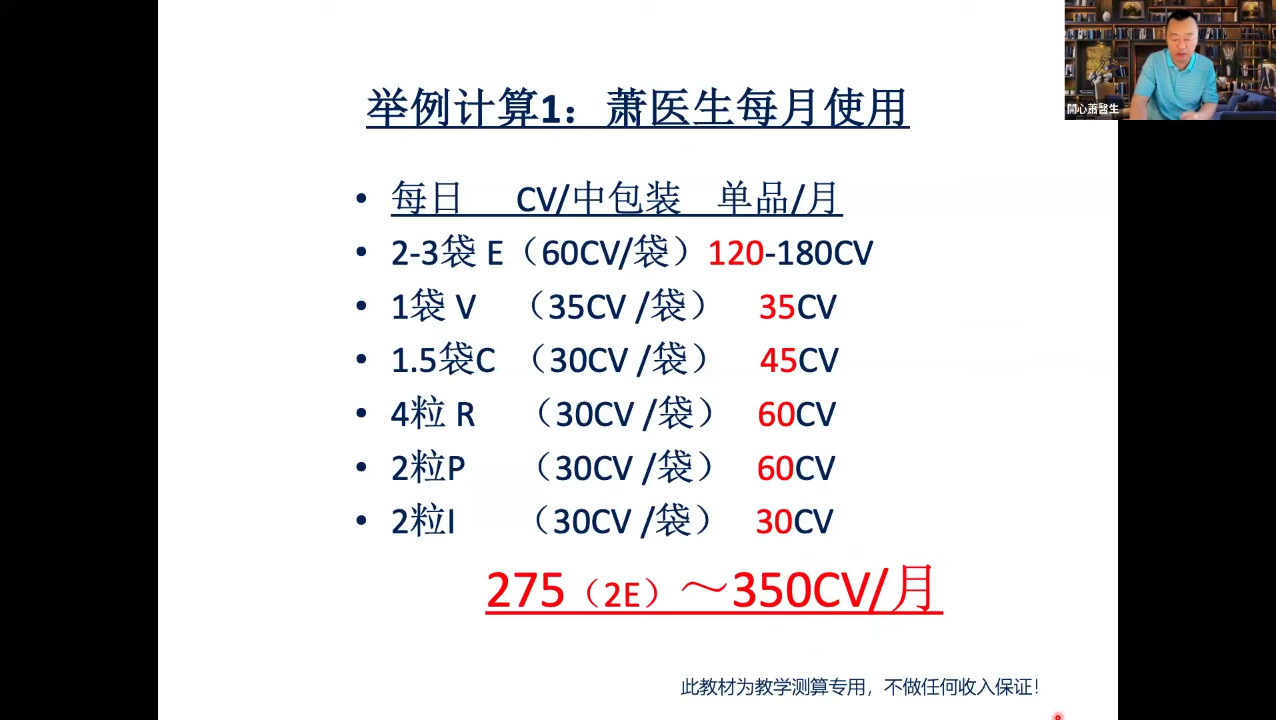 開心萧醫生
举例计算1：萧医生每月使用
• 每日 CV/中包装 单品/月
• 2-3袋 E（60CV/袋）120-180CV
• 1袋 V （35CV /袋） 35CV
• 1.5袋C （30CV /袋） 45CV
• 4粒 R （30CV /袋） 60CV
• 2粒P （30CV /袋） 60CV
• 2粒I （30CV /袋） 30CV
275（2E）～350CV/月
此教材为教学测算专用，不做任何收入保证！